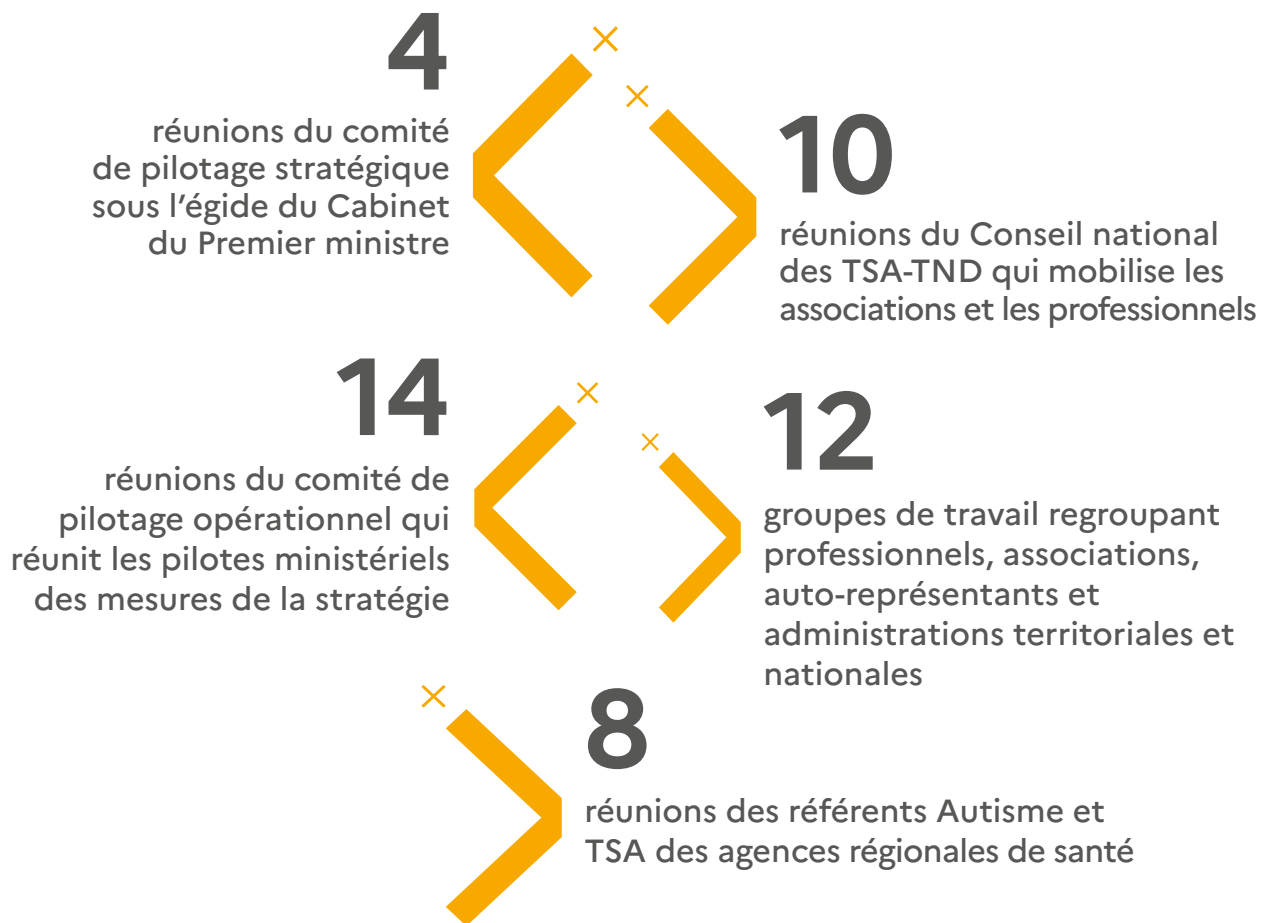 4
réunions du comité
de pilotage stratégique
sous l’égide du Cabinet
du Premier ministre
10
réunions du Conseil national
des TSA-TND qui mobilise les
associations et les professionnels
14
réunions du comité de
pilotage opérationnel qui
réunit les pilotes ministériels
des mesures de la stratégie
12
groupes de travail regroupant
professionnels, associations,
auto-représentants et
administrations territoriales et
nationales
8
réunions des référents Autisme et
TSA des agences régionales de santé